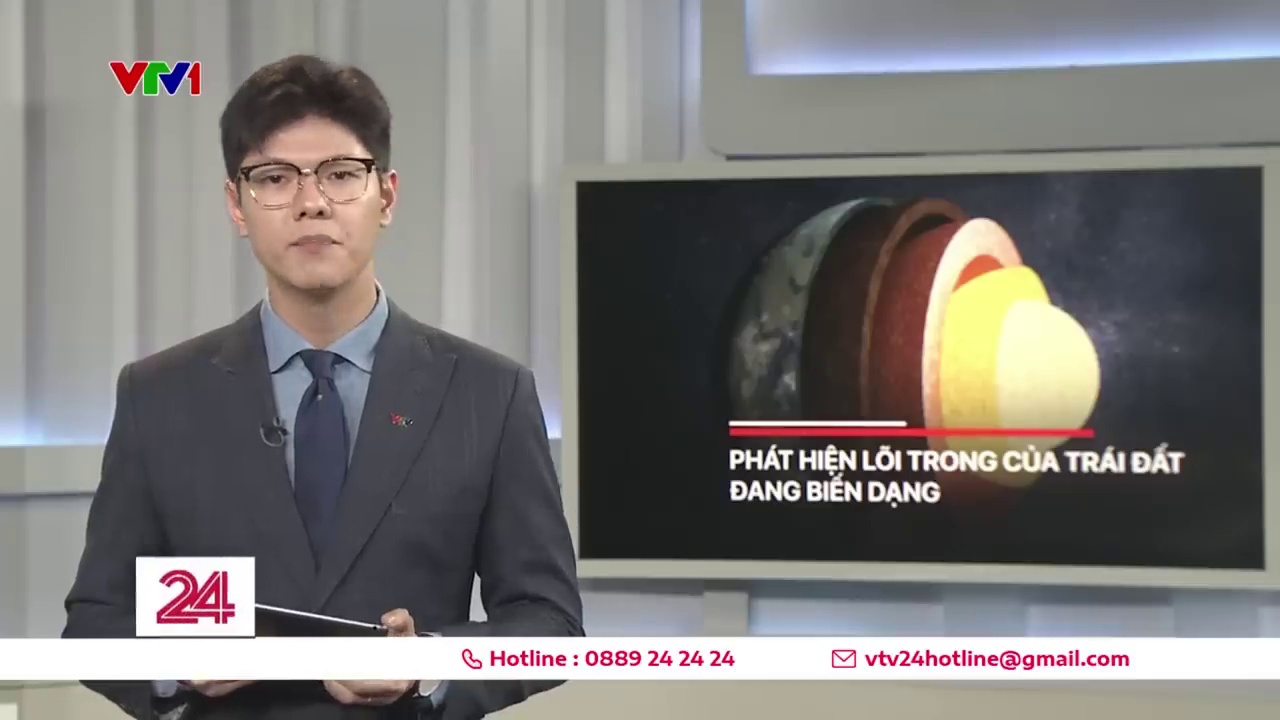 VTV1
VTV
PHÁT HIỆN LÕI TRONG CỦA TRÁI ĐẤT
ĐANG BIẾN DẠNG
24
Hotline : 0889 24 24 24
vtv24hotline@gmail.com